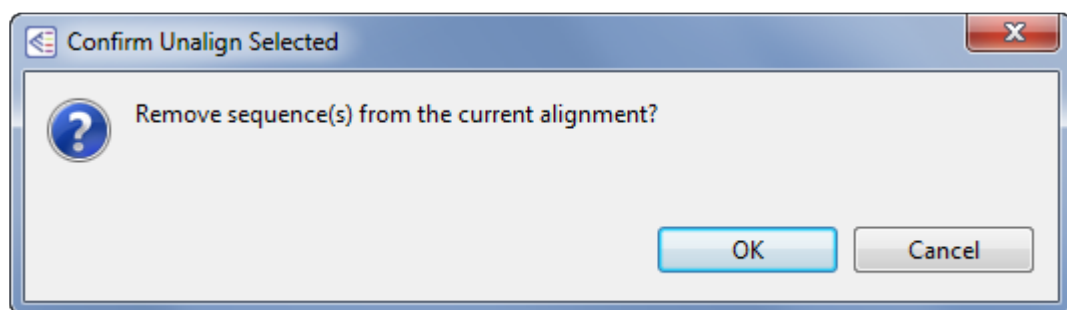 Confirm Unalign Selected
Remove sequence(s) from the current alignment?
OK
Cancel